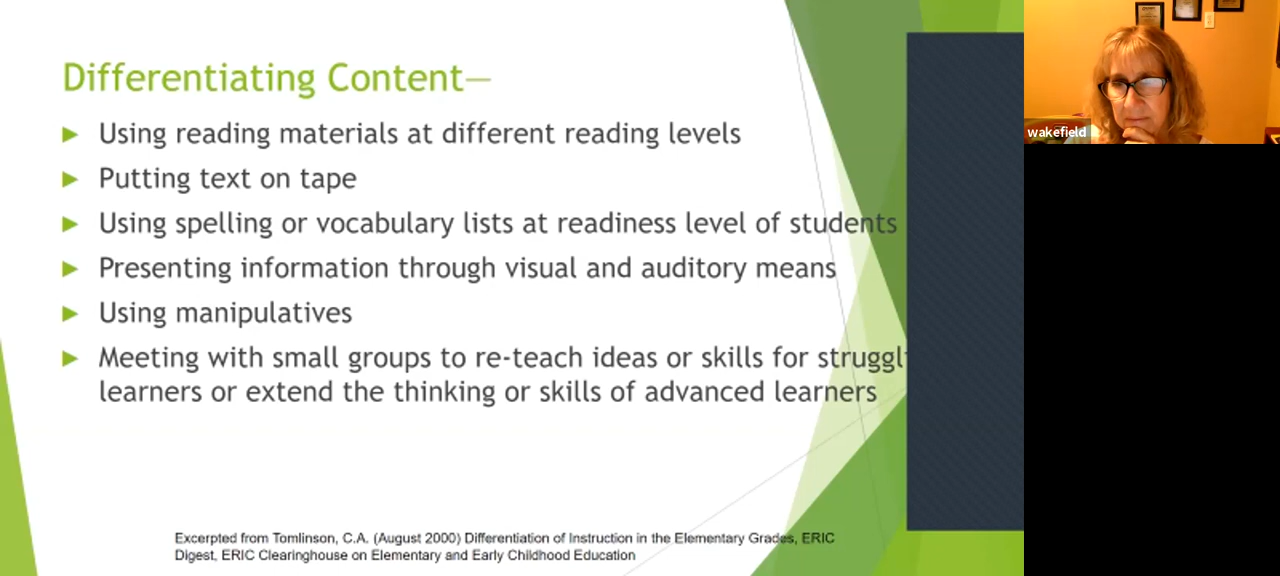 Differentiating Content—
Using reading materials at different reading levels
Putting text on tape
Using spelling or vocabulary lists at readiness level of students
Presenting information through visual and auditory means
Using manipulatives
Meeting with small groups to re-teach ideas or skills for
learners or extend the thinking or skills of advanced learners
Excerpted from Tomlinson, C.A. (August 2000) Differentiation of Instruction in the Elementary Grades, ERIC
Digest, ERIC Clearinghouse on Elementary and Early Childhood Education
wakefield